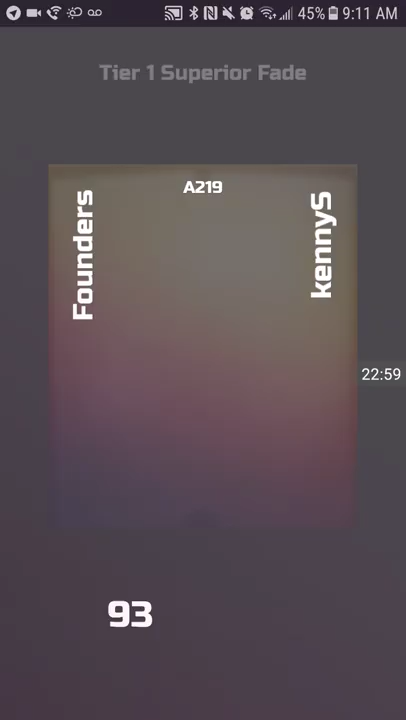 45% 9:11 AM
Tier 1 Superior Fade
A219
Founders
kennyS
22:59
93